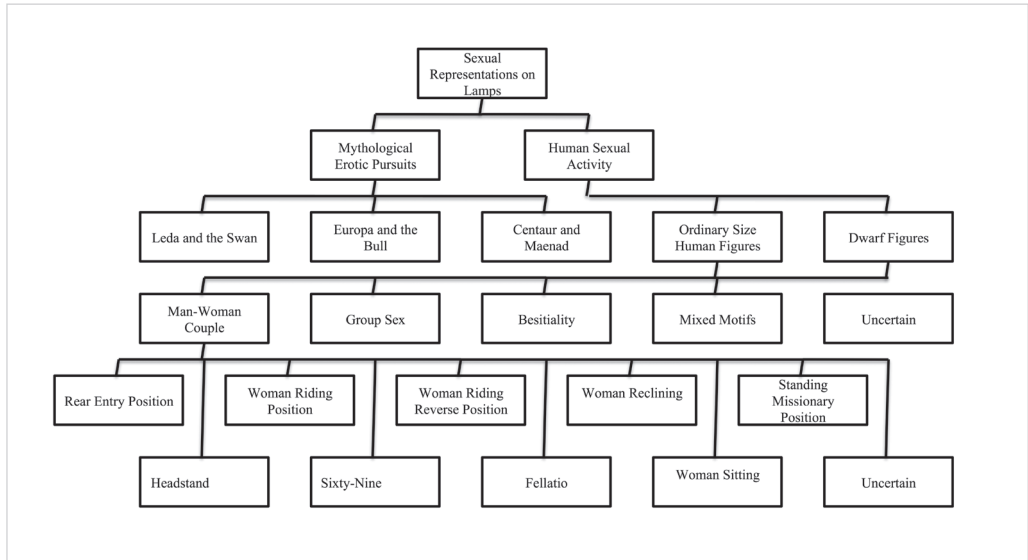 Sexual
Representations on
Lamps
Mythological
Erotic Pursuits
Human Sexual
Activity
Leda and the Swan
Europa and the
Bull
Centaur and
Maenad
Ordinary Size
Human Figures
Dwarf Figures
Man-Woman
Couple
Group Sex
Besitiality
Mixed Motifs
Uncertain
Rear Entry Position
Woman Riding
Position
Woman Riding
Reverse Position
Woman Reclining
Standing
Missionary
Position
Headstand
Sixty-Nine
Fellatio
Woman Sitting
Uncertain